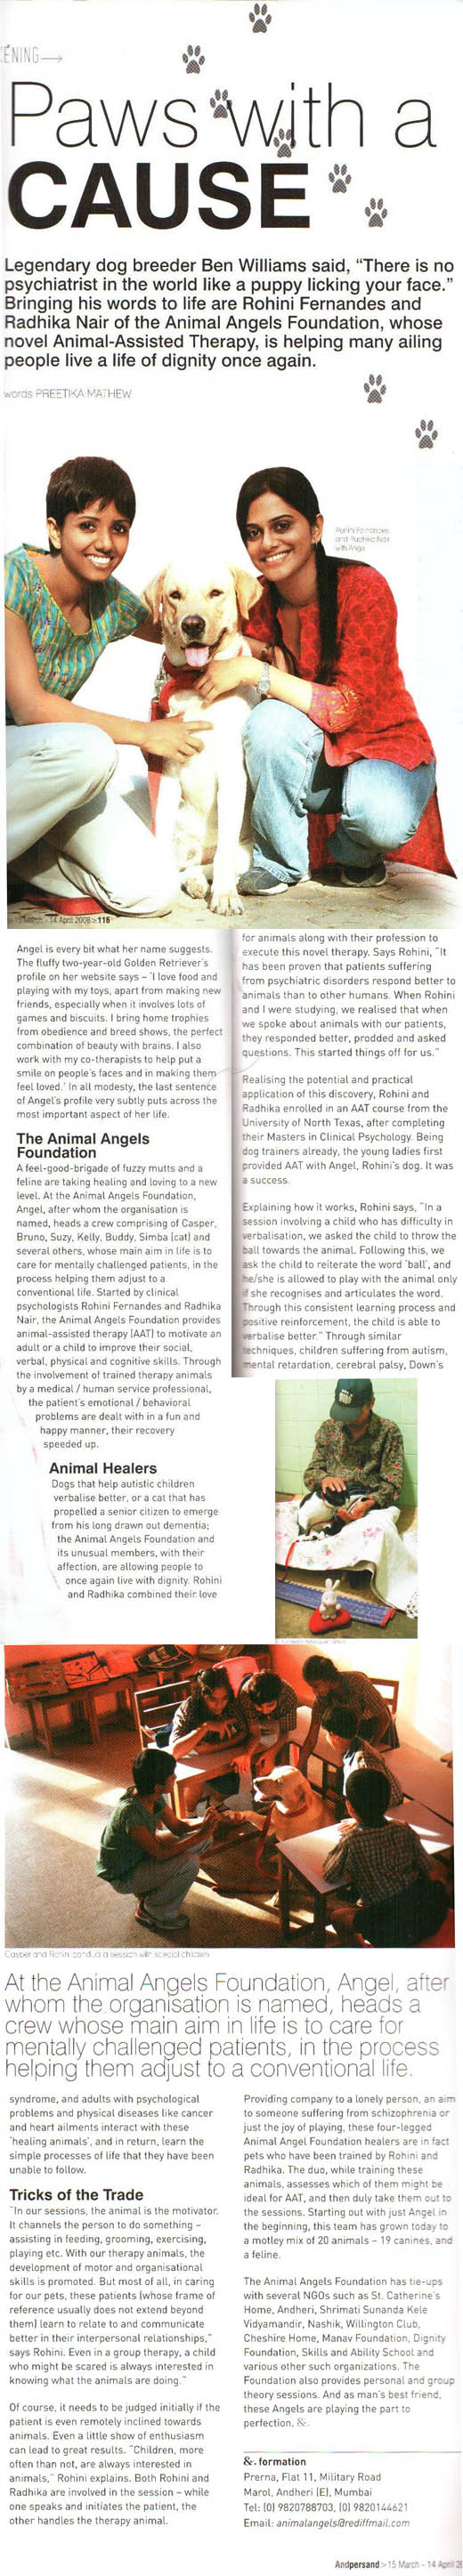 ENING
Paws with a
CAUSE
Legendary dog breeder Ben Williams said, “There is no
psychiatrist in the world like a puppy licking your face.”
Bringing his words to life are Rohini Fernandes and
Radhika Nair of the Animal Angels Foundation, whose
novel Animal-Assisted Therapy, is helping many ailing
people live a life of dignity once again.
words PREETIKA MATHEW
Rohini Fernandes
and Radhika Nair
with Angel
14 April 2008>116
Angel is every bit what her name suggests.
The fluffy two-year-old Golden Retriever's
profile on her website says – 'I love food and
playing with my toys, apart from making new
friends, especially when it involves lots of
games and biscuits. I bring home trophies
from obedience and breed shows, the perfect
combination of beauty with brains. I also
work with my co-therapists to help put a
smile on people's faces and in making them
feel loved.' In all modesty, the last sentence
of Angel's profile very subtly puts across the
most important aspect of her life.
The Animal Angels
Foundation
A feel-good-brigade of fuzzy mutts and a
feline are taking healing and loving to a new
level. At the Animal Angels Foundation,
Angel, after whom the organisation is
named, heads a crew comprising of Casper,
Bruno, Suzy, Kelly, Buddy, Simba (cat) and
several others, whose main aim in life is to
care for mentally challenged patients, in the
process helping them adjust to a
conventional life. Started by clinical
psychologists Rohini Fernandes and Radhika
Nair, the Animal Angels Foundation provides
animal-assisted therapy (AAT) to motivate an
adult or a child to improve their social,
verbal, physical and cognitive skills. Through
the involvement of trained therapy animals
by a medical / human service professional,
the patient's emotional / behavioral
problems are dealt with in a fun and
happy manner, their recovery
speeded up.
Animal Healers
Dogs that help autistic children
verbalise better, or a cat that has
propelled a senior citizen to emerge
from his long drawn out dementia;
the Animal Angels Foundation and
its unusual members, with their
affection, are allowing people to
once again live with dignity. Rohini
and Radhika combined their love
for animals along with their profession to
execute this novel therapy. Says Rohini, "It
has been proven that patients suffering
from psychiatric disorders respond better to
animals than to other humans. When Rohini
and I were studying, we realised that when
we spoke about animals with our patients,
they responded better, prodded and asked
questions. This started things off for us."
Realising the potential and practical
application of this discovery, Rohini and
Radhika enrolled in an AAT course from the
University of North Texas, after completing
their Masters in Clinical Psychology. Being
dog trainers already, the young ladies first
provided AAT with Angel, Rohini's dog. It was
a success.
Explaining how it works, Rohini says, "In a
session involving a child who has difficulty in
verbalisation, we asked the child to throw the
ball towards the animal. Following this, we
ask the child to reiterate the word 'ball', and
he/she is allowed to play with the animal only
if she recognises and articulates the word.
Through this consistent learning process and
positive reinforcement, the child is able to
verbalise better." Through similar
techniques, children suffering from autism,
mental retardation, cerebral palsy, Down's
Casper and Rohini conduct a session with special children
At the Animal Angels Foundation, Angel, after
whom the organisation is named, heads a
crew whose main aim in life is to care for
mentally challenged patients, in the process
helping them adjust to a conventional life.
syndrome, and adults with psychological
problems and physical diseases like cancer
and heart ailments interact with these
'healing animals', and in return, learn the
simple processes of life that they have been
unable to follow.
Tricks of the Trade
"In our sessions, the animal is the motivator.
It channels the person to do something –
assisting in feeding, grooming, exercising,
playing etc. With our therapy animals, the
development of motor and organisational
skills is promoted. But most of all, in caring
for our pets, these patients (whose frame of
reference usually does not extend beyond
them) learn to relate to and communicate
better in their interpersonal relationships,"
says Rohini. Even in a group therapy, a child
who might be scared is always interested in
knowing what the animals are doing."
Of course, it needs to be judged initially if the
patient is even remotely inclined towards
animals. Even a little show of enthusiasm
can lead to great results. "Children, more
often than not, are always interested in
animals," Rohini explains. Both Rohini and
Radhika are involved in the session – while
one speaks and initiates the patient, the
other handles the therapy animal.
Providing company to a lonely person, an aim
to someone suffering from schizophrenia or
just the joy of playing, these four-legged
Animal Angel Foundation healers are in fact
pets who have been trained by Rohini and
Radhika. The duo, while training these
animals, assesses which of them might be
ideal for AAT, and then duly take them out to
the sessions. Starting out with just Angel in
the beginning, this team has grown today to
a motley mix of 20 animals – 19 canines, and
a feline.
The Animal Angels Foundation has tie-ups
with several NGOs such as St. Catherine's
Home, Andheri, Shrimati Sunanda Kele
Vidyamandir, Nashik, Willington Club,
Cheshire Home, Manav Foundation, Dignity
Foundation, Skills and Ability School and
various other such organizations. The
Foundation also provides personal and group
theory sessions. And as man's best friend,
these Angels are playing the part to
perfection. &.
&. formation
Prerna, Flat 11, Military Road
Marol, Andheri (E), Mumbai
Tel: (0) 9820788703, (0) 9820144621
Email: animalangels@rediffmail.com
Andpersand>15 March - 14 April 2